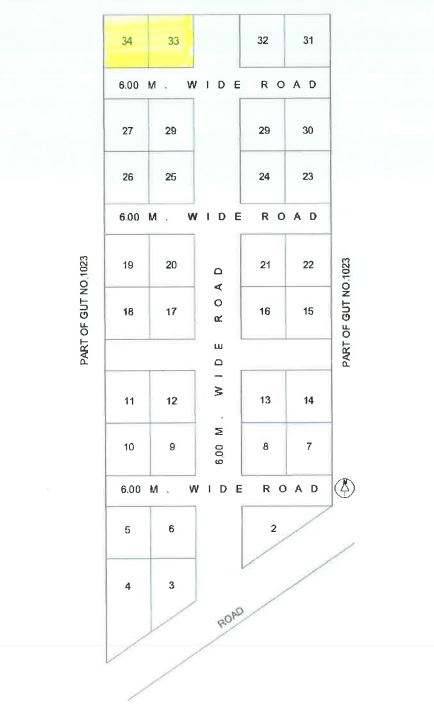 34 33 32 31
6.00 M. WIDE ROAD
27 29 29 30
26 25 24 23
6.00 M. WIDE ROAD
19 20 21 22
18 17 16 15
PART OF GUT NO.1023
6.00 M. WIDE ROAD
PART OF GUT NO.1023
11 12 13 14
10 9 8 7
6.00 M. WIDE ROAD
N
5 6 2
4 3
ROAD